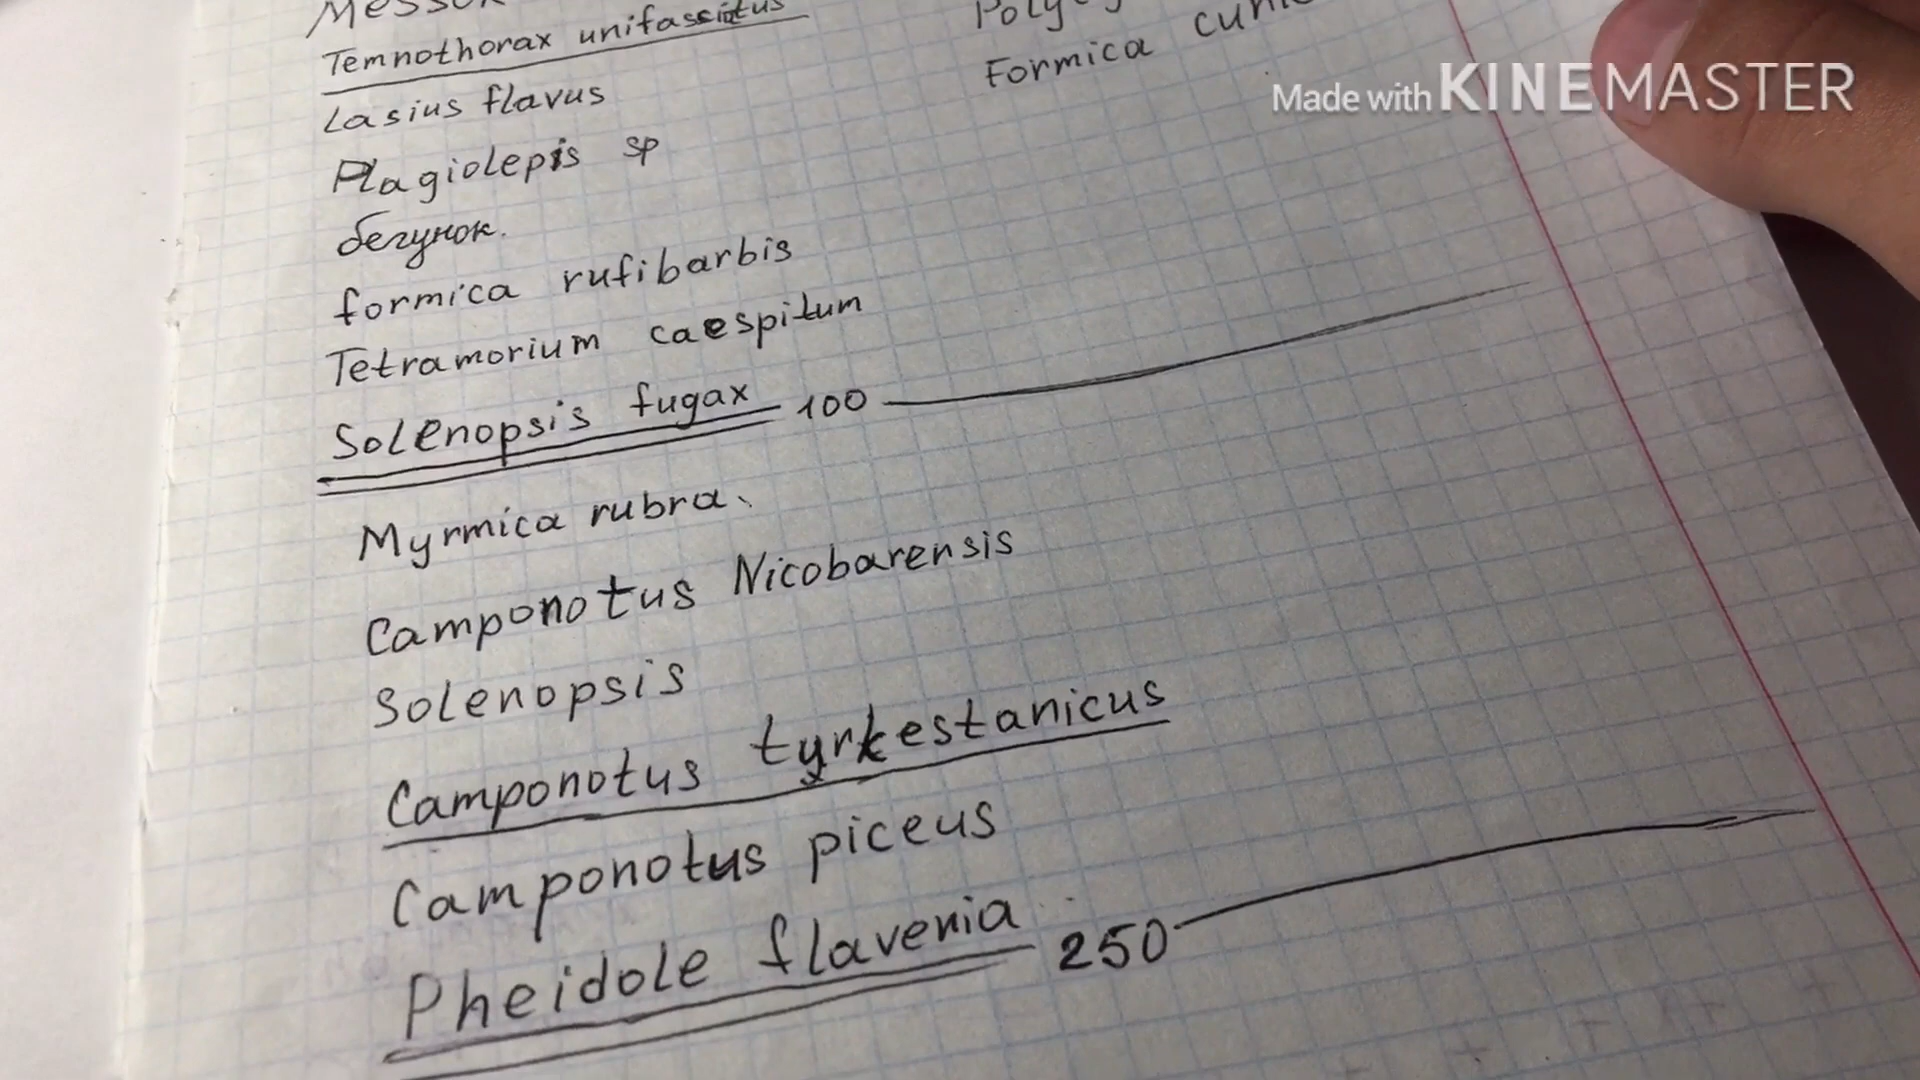 Messor
Temnothorax unifasciatus
Lasius flavus
Plagiolepis sp
бегунок.
formica rufibarbis
Tetramorium caespitum
Solenopsis fugax 100
Myrmica rubra
Camponotus Nicobarensis
Solenopsis
Camponotus tyrkestanicus
Camponotus piceus
Pheidole flavenia 250
Formica
Made with KINEMASTER